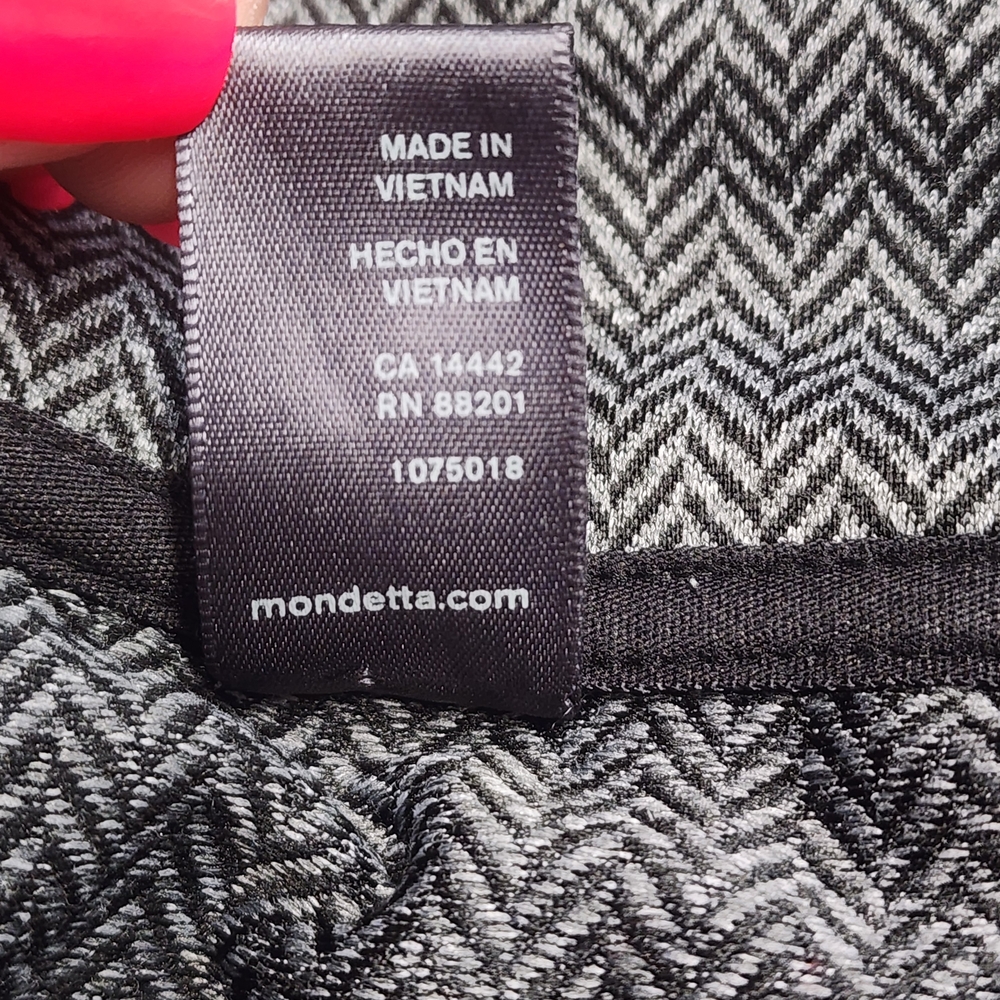 MADE IN
VIETNAM
HECHO EN
VIETNAM
CA 14442
RN 88201
1075018
mondetta.com